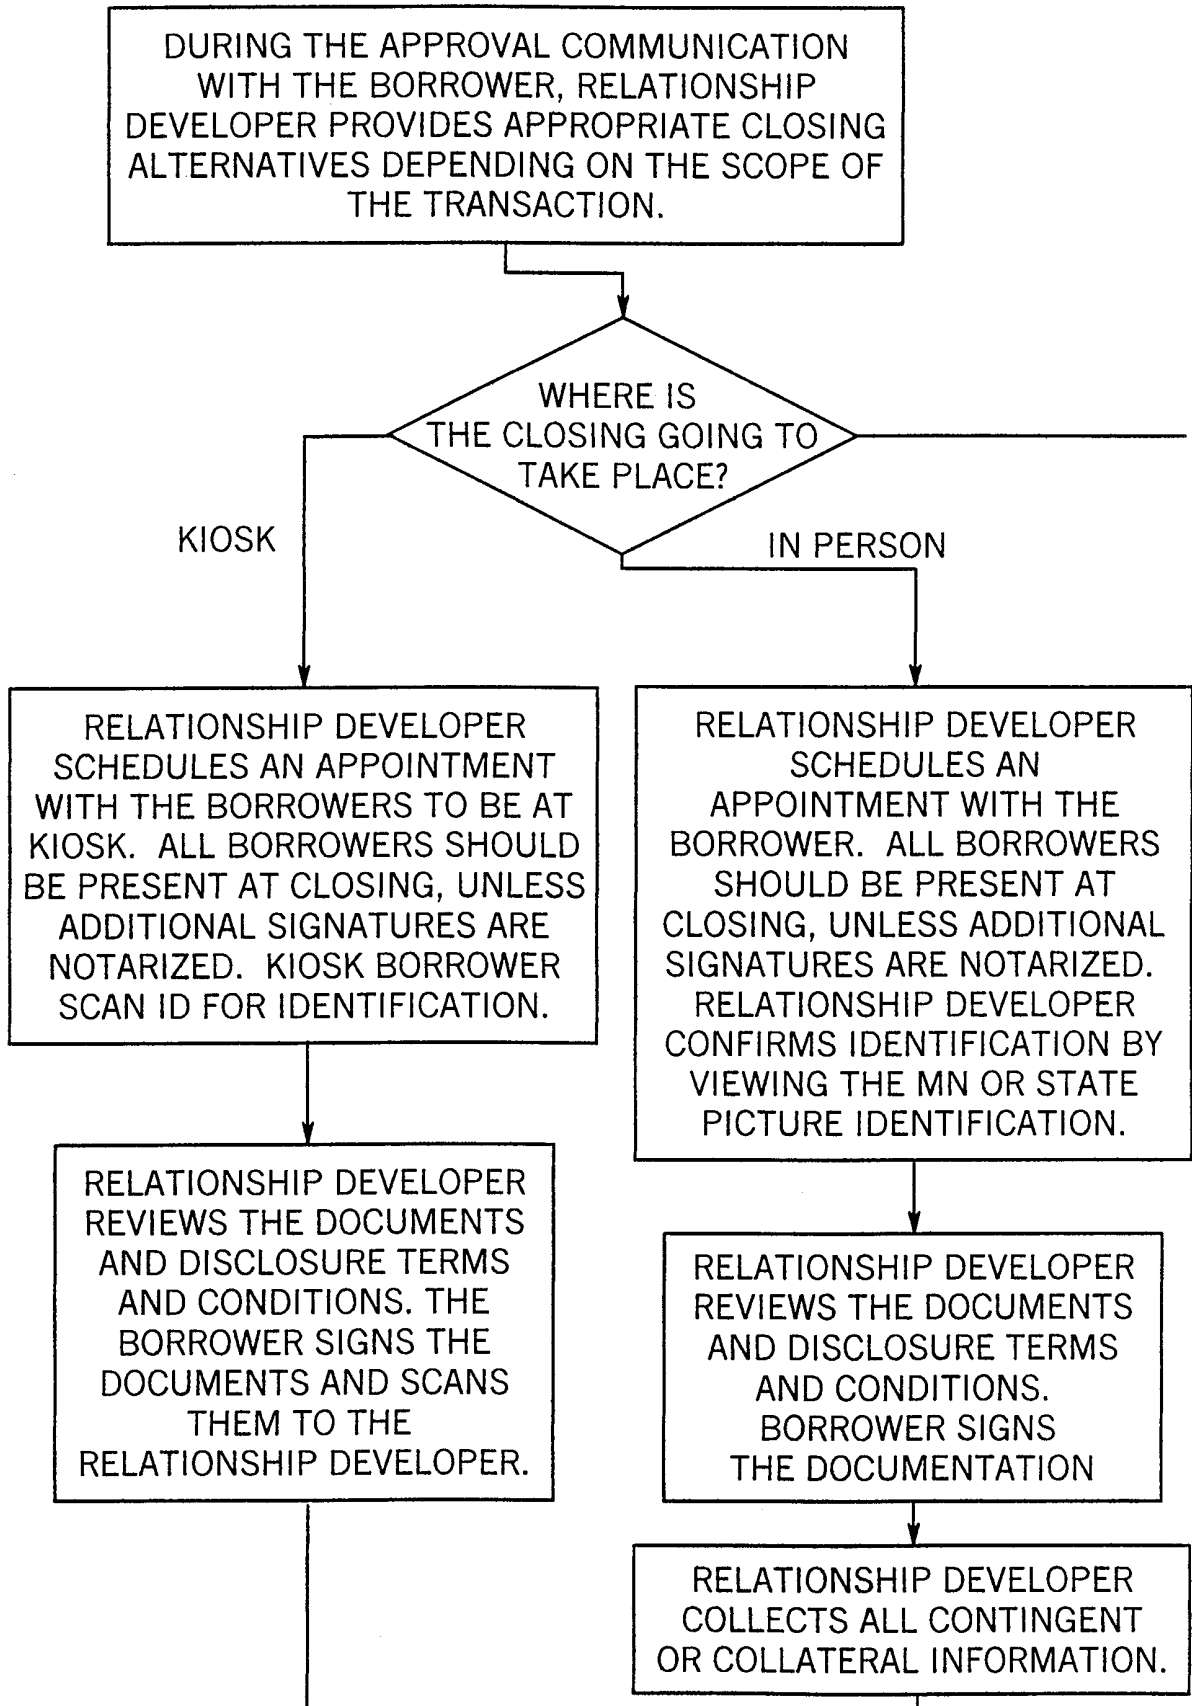 DURING THE APPROVAL COMMUNICATION
WITH THE BORROWER, RELATIONSHIP
DEVELOPER PROVIDES APPROPRIATE CLOSING
ALTERNATIVES DEPENDING ON THE SCOPE OF
THE TRANSACTION.
WHERE IS
THE CLOSING GOING TO
TAKE PLACE?
KIOSK
IN PERSON
RELATIONSHIP DEVELOPER
SCHEDULES AN APPOINTMENT
WITH THE BORROWERS TO BE AT
KIOSK. ALL BORROWERS SHOULD
BE PRESENT AT CLOSING, UNLESS
ADDITIONAL SIGNATURES ARE
NOTARIZED. KIOSK BORROWER
SCAN ID FOR IDENTIFICATION.
RELATIONSHIP DEVELOPER
SCHEDULES AN
APPOINTMENT WITH THE
BORROWER. ALL BORROWERS
SHOULD BE PRESENT AT
CLOSING, UNLESS ADDITIONAL
SIGNATURES ARE NOTARIZED.
RELATIONSHIP DEVELOPER
CONFIRMS IDENTIFICATION BY
VIEWING THE MN OR STATE
PICTURE IDENTIFICATION.
RELATIONSHIP DEVELOPER
REVIEWS THE DOCUMENTS
AND DISCLOSURE TERMS
AND CONDITIONS. THE
BORROWER SIGNS THE
DOCUMENTS AND SCANS
THEM TO THE
RELATIONSHIP DEVELOPER.
RELATIONSHIP DEVELOPER
REVIEWS THE DOCUMENTS
AND DISCLOSURE TERMS
AND CONDITIONS.
BORROWER SIGNS
THE DOCUMENTATION
RELATIONSHIP DEVELOPER
COLLECTS ALL CONTINGENT
OR COLLATERAL INFORMATION.